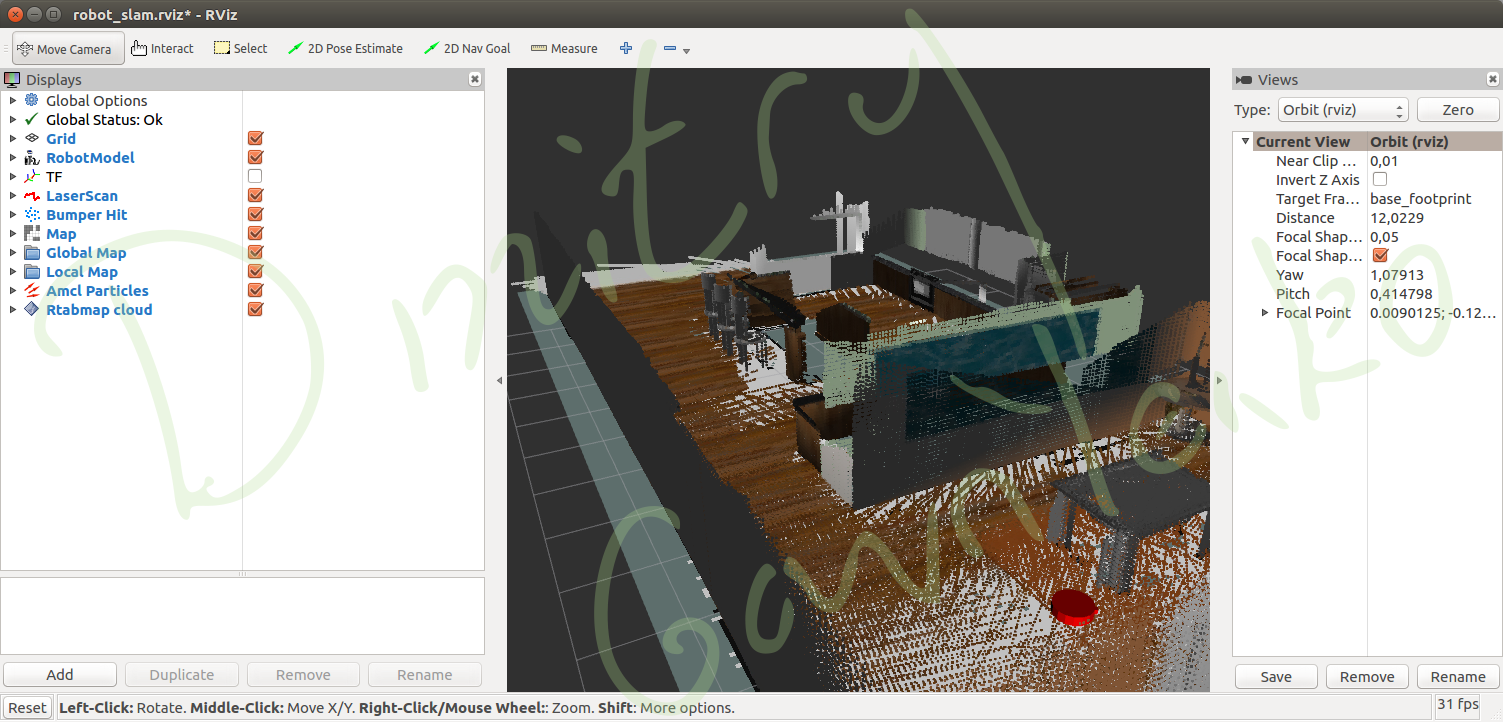 robot_slam.rviz* - RViz
Move Camera Interact Select 2D Pose Estimate 2D Nav Goal Measure
Displays
Global Options
Global Status: Ok
Grid
RobotModel
TF
LaserScan
Bumper Hit
Map
Global Map
Local Map
Amcl Particles
Rtabmap cloud
Add Duplicate Remove Rename
Views
Type: Orbit (rviz) Zero
Current View Orbit (rviz)
Near Clip ... 0,01
Invert Z Axis
Target Fra... base_footprint
Distance 12,0229
Focal Shap... 0,05
Focal Shap...
Yaw 1,07913
Pitch 0,414798
Focal Point 0.0090125; -0.12...
Save Remove Rename
Reset Left-Click: Rotate. Middle-Click: Move X/Y. Right-Click/Mouse Wheel:: Zoom. Shift: More options. 31 fps
Dmitry